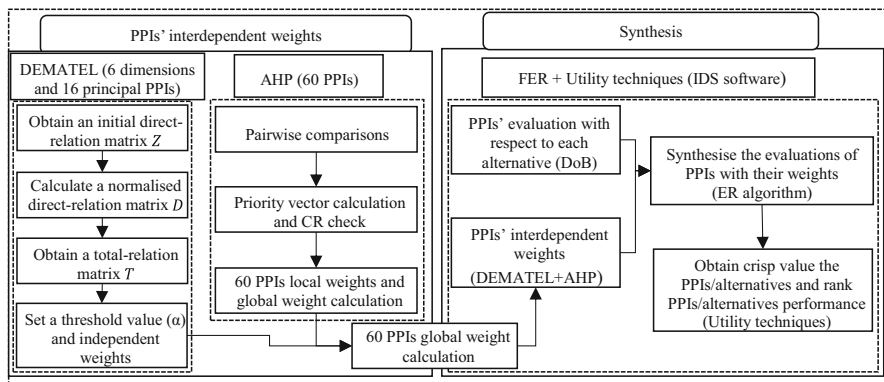 PPIs' interdependent weights
DEMATEL (6 dimensions
and 16 principal PPIs)
Obtain an initial direct-
relation matrix Z
Calculate a normalised
direct-relation matrix D
Obtain a total-relation
matrix T
Set a threshold value (α)
and independent
weights
AHP (60 PPIs)
Pairwise comparisons
Priority vector calculation
and CR check
60 PPIs local weights and
global weight calculation
60 PPIs global weight
calculation
Synthesis
FER + Utility techniques (IDS software)
PPIs' evaluation with
respect to each
alternative (DoB)
PPIs' interdependent
weights
(DEMATEL+AHP)
Synthesise the evaluations of
PPIs with their weights
(ER algorithm)
Obtain crisp value the
PPIs/alternatives and rank
PPIs/alternatives performance
(Utility techniques)